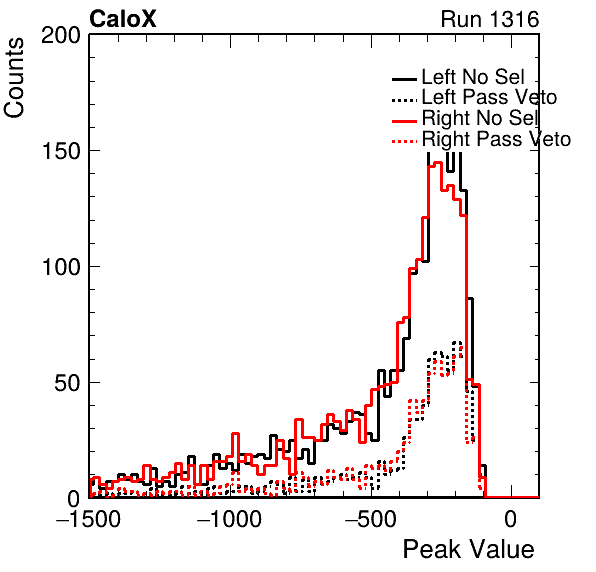 CaloX Run 1316
Counts
200
150
100
50
0
Left No Sel
Left Pass Veto
Right No Sel
Right Pass Veto
−1500 −1000 −500 0
Peak Value